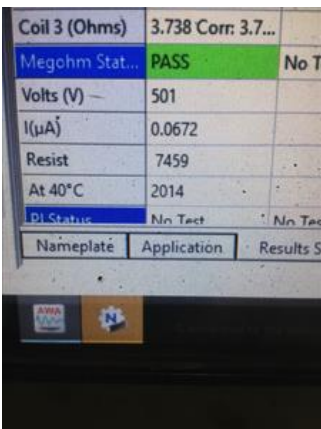 Coil 3 (Ohms) 3.738 Corr: 3.7...
Megohm Stat... PASS No T
Volts (V) 501
I(µA) 0.0672
Resist 7459
At 40°C 2014
PI Status No Test No Tes
Nameplate Application Results S
AWA N